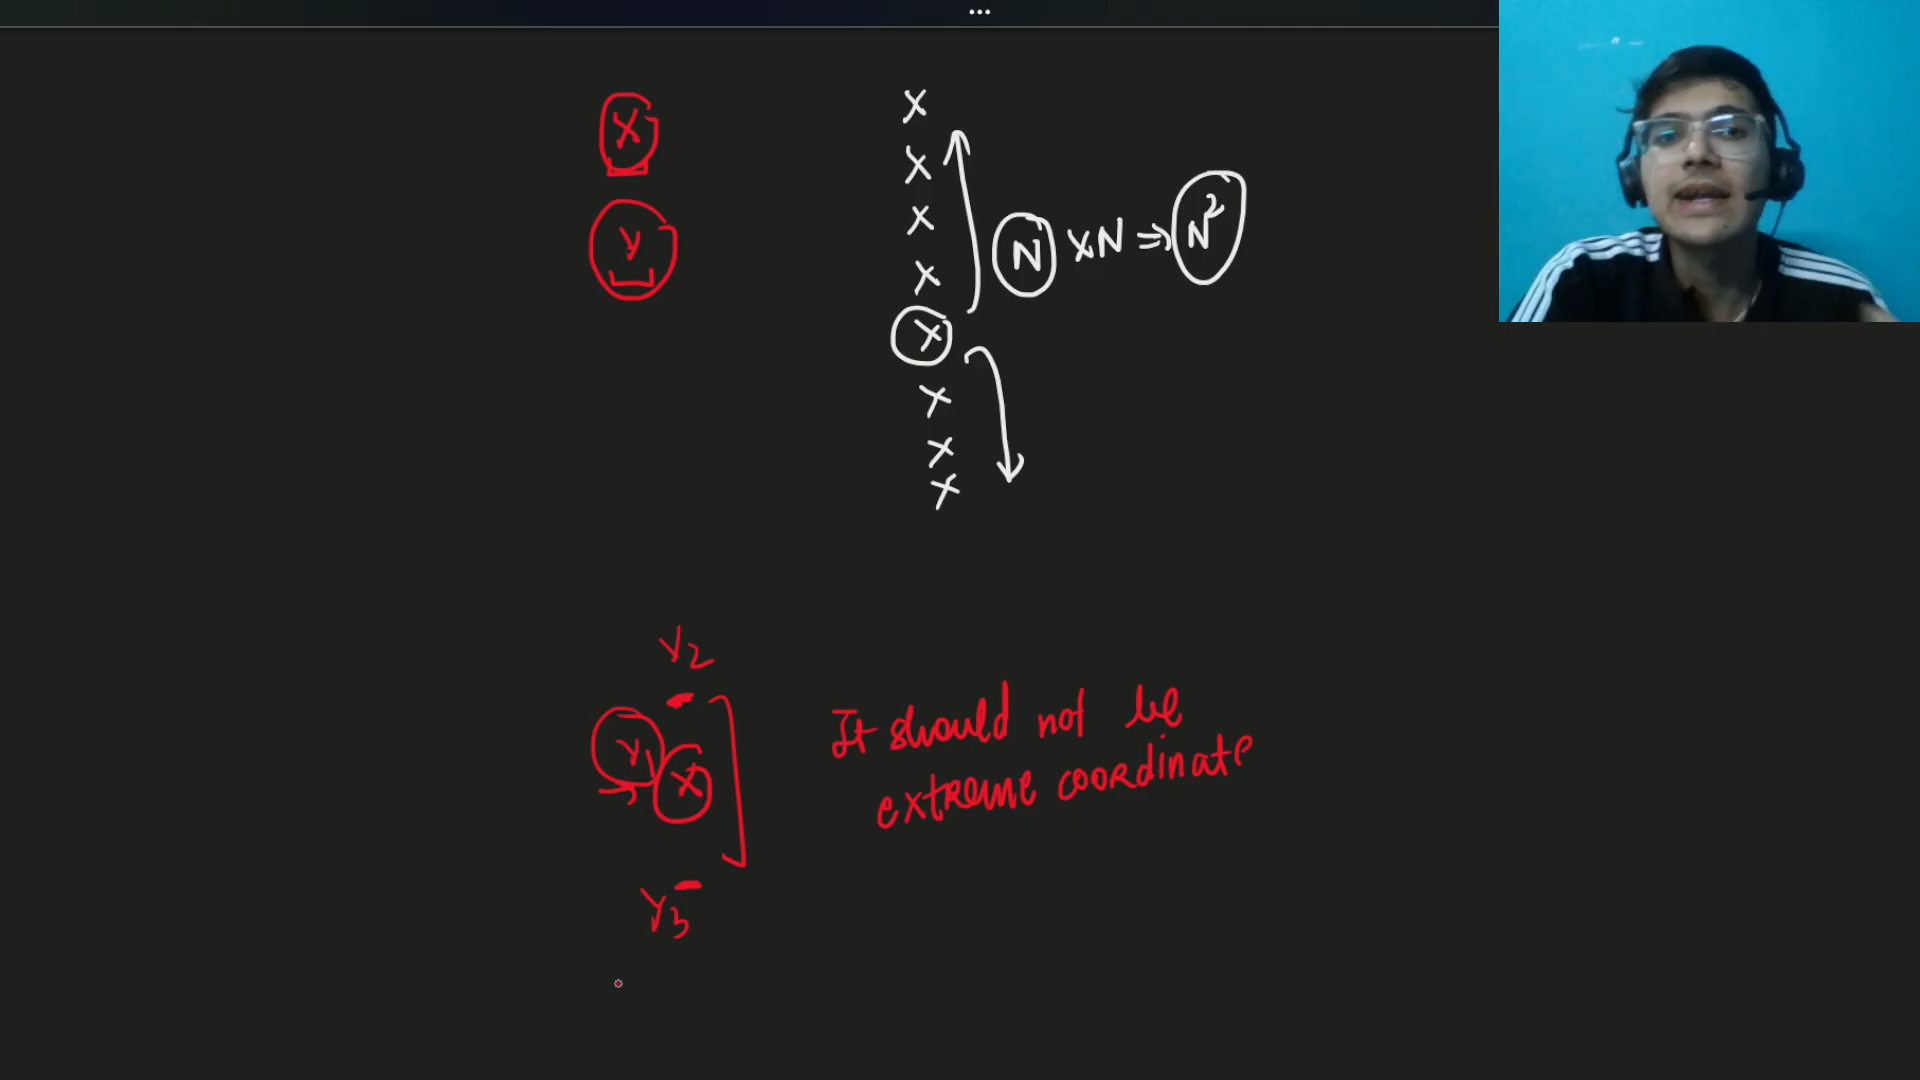 X
y
x
x
x
x
x
x
x
x
N x N ⇒ N²
y2
y1
x
y3
It should not be
extreme coordinate